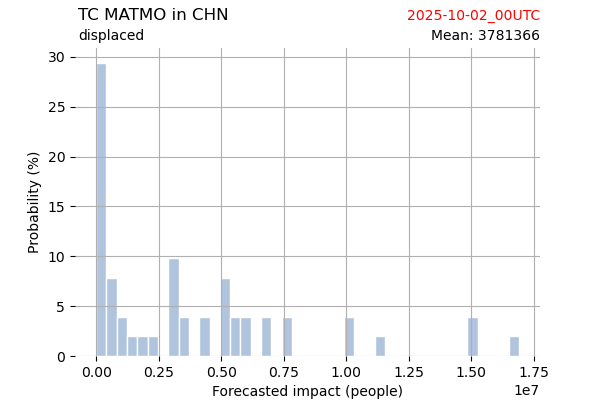 TC MATMO in CHN
2025-10-02_00UTC
displaced
Mean: 3781366
30
25
20
15
10
5
0
Probability (%)
0.00 0.25 0.50 0.75 1.00 1.25 1.50 1.75
1e7
Forecasted impact (people)